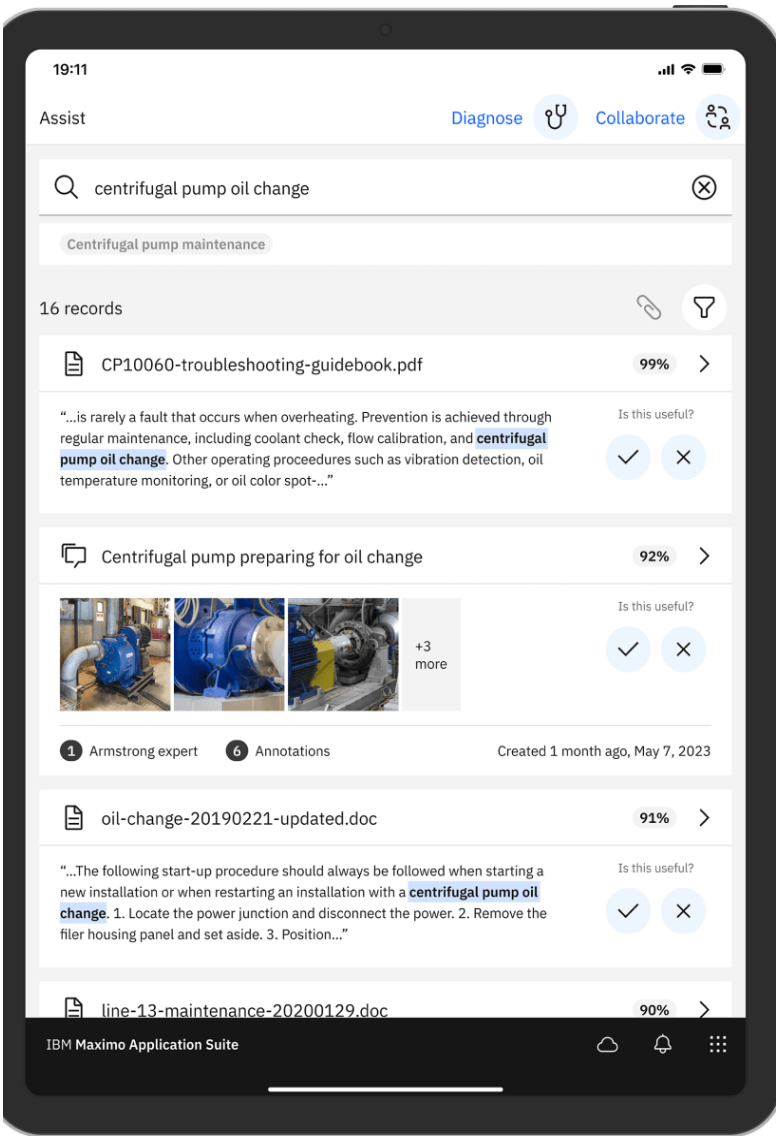 19:11
Assist
Diagnose
Collaborate
centrifugal pump oil change
Centrifugal pump maintenance
16 records
CP10060-troubleshooting-guidebook.pdf
99%
“...is rarely a fault that occurs when overheating. Prevention is achieved through
regular maintenance, including coolant check, flow calibration, and centrifugal
pump oil change. Other operating proceedures such as vibration detection, oil
temperature monitoring, or oil color spot-...”
Is this useful?
Centrifugal pump preparing for oil change
92%
+3
more
Is this useful?
1 Armstrong expert
6 Annotations
Created 1 month ago, May 7, 2023
oil-change-20190221-updated.doc
91%
“...The following start-up procedure should always be followed when starting a
new installation or when restarting an installation with a centrifugal pump oil
change. 1. Locate the power junction and disconnect the power. 2. Remove the
filer housing panel and set aside. 3. Position...”
Is this useful?
line-13-maintenance-20200129.doc
90%
IBM Maximo Application Suite